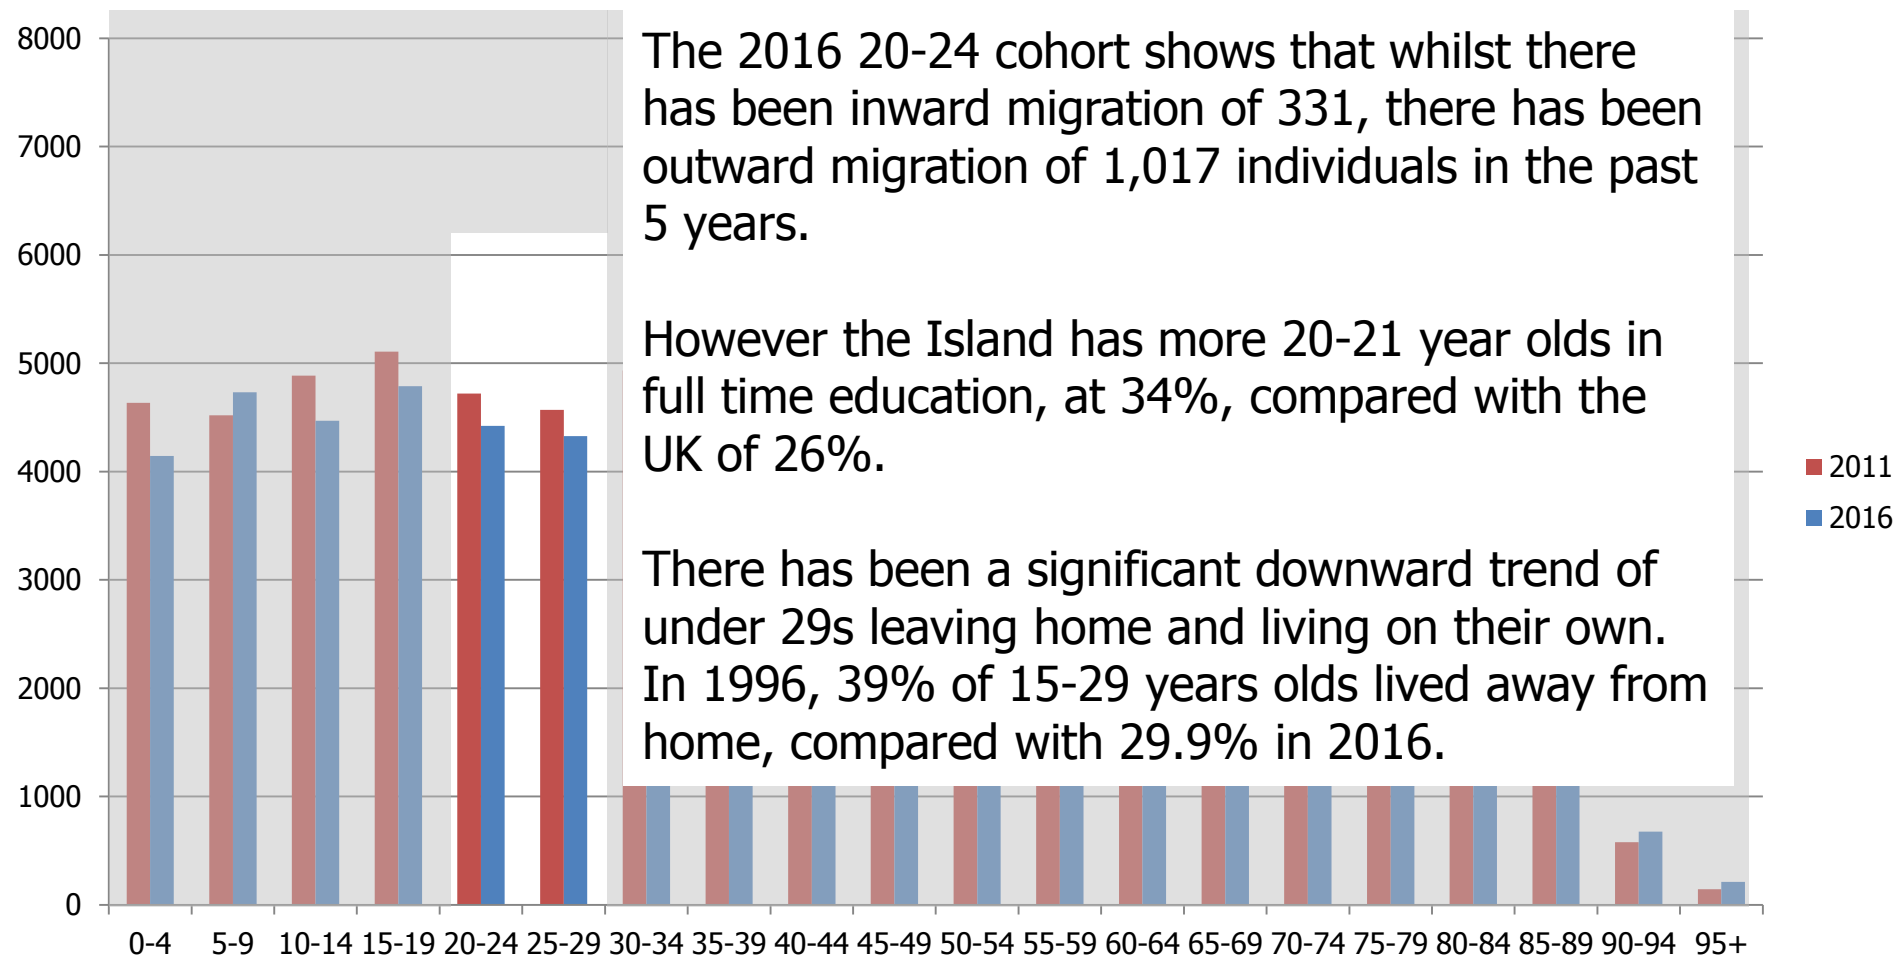 The 2016 20-24 cohort shows that whilst there
has been inward migration of 331, there has been
outward migration of 1,017 individuals in the past
5 years.
However the Island has more 20-21 year olds in
full time education, at 34%, compared with the
UK of 26%.
There has been a significant downward trend of
under 29s leaving home and living on their own.
In 1996, 39% of 15-29 years olds lived away from
home, compared with 29.9% in 2016.
8000
7000
6000
5000
4000
3000
2000
1000
0
0-4 5-9 10-14 15-19 20-24 25-29 30-34 35-39 40-44 45-49 50-54 55-59 60-64 65-69 70-74 75-79 80-84 85-89 90-94 95+
2011
2016